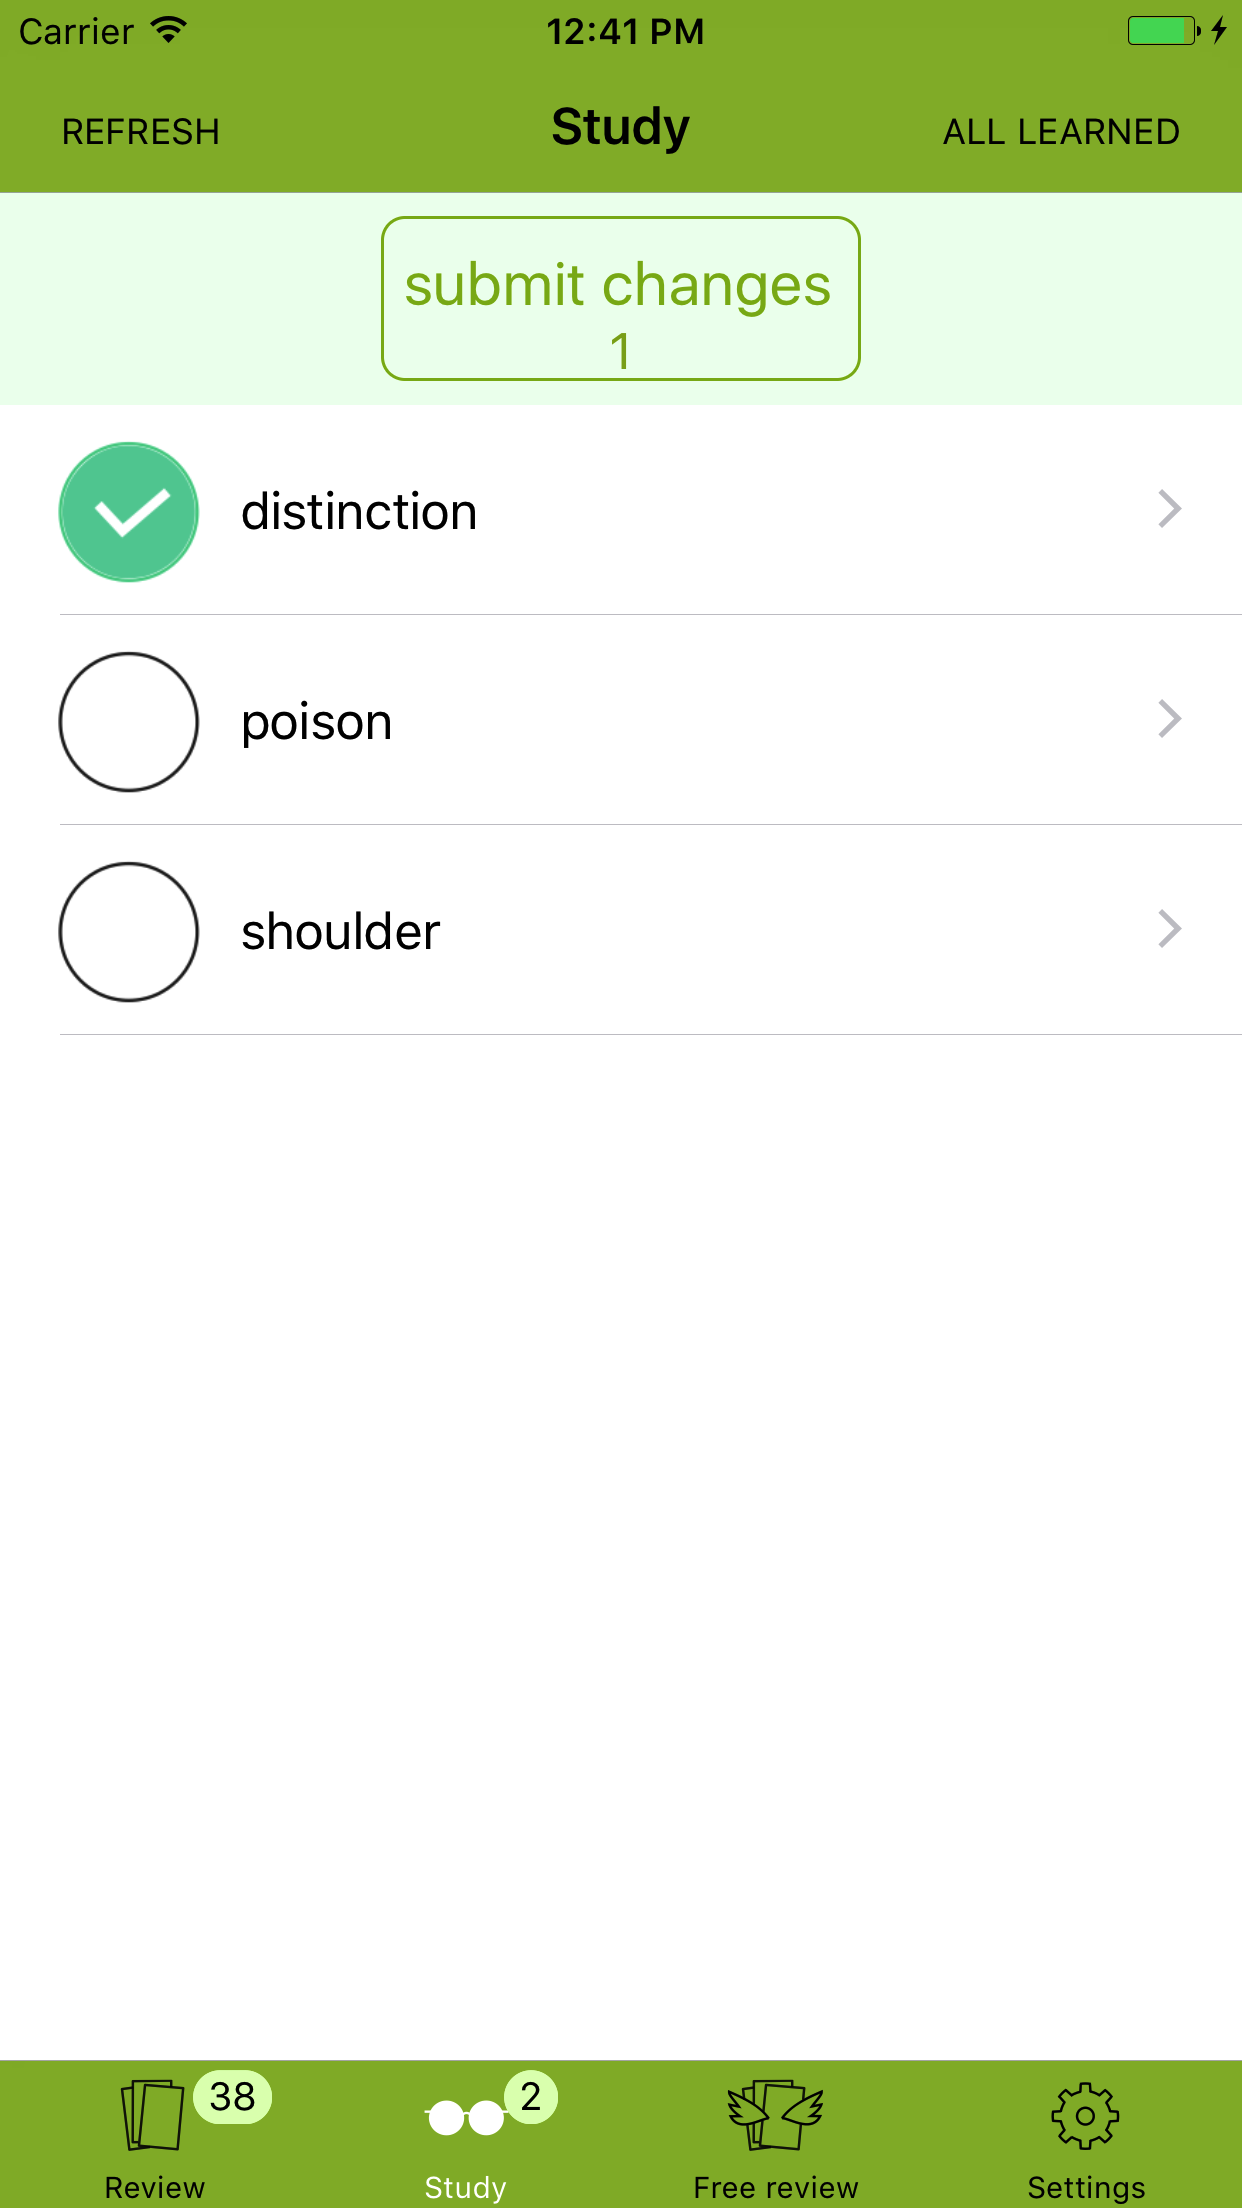 Carrier 12:41 PM
REFRESH Study ALL LEARNED
submit changes
1
distinction
poison
shoulder
38 2
Review Study Free review Settings